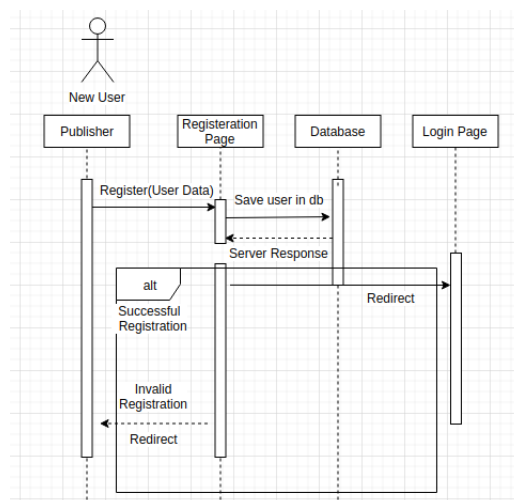 New User
Publisher
Registeration
Page
Database
Login Page
Register(User Data)
Save user in db
Server Response
alt
Redirect
Successful
Registration
Invalid
Registration
Redirect